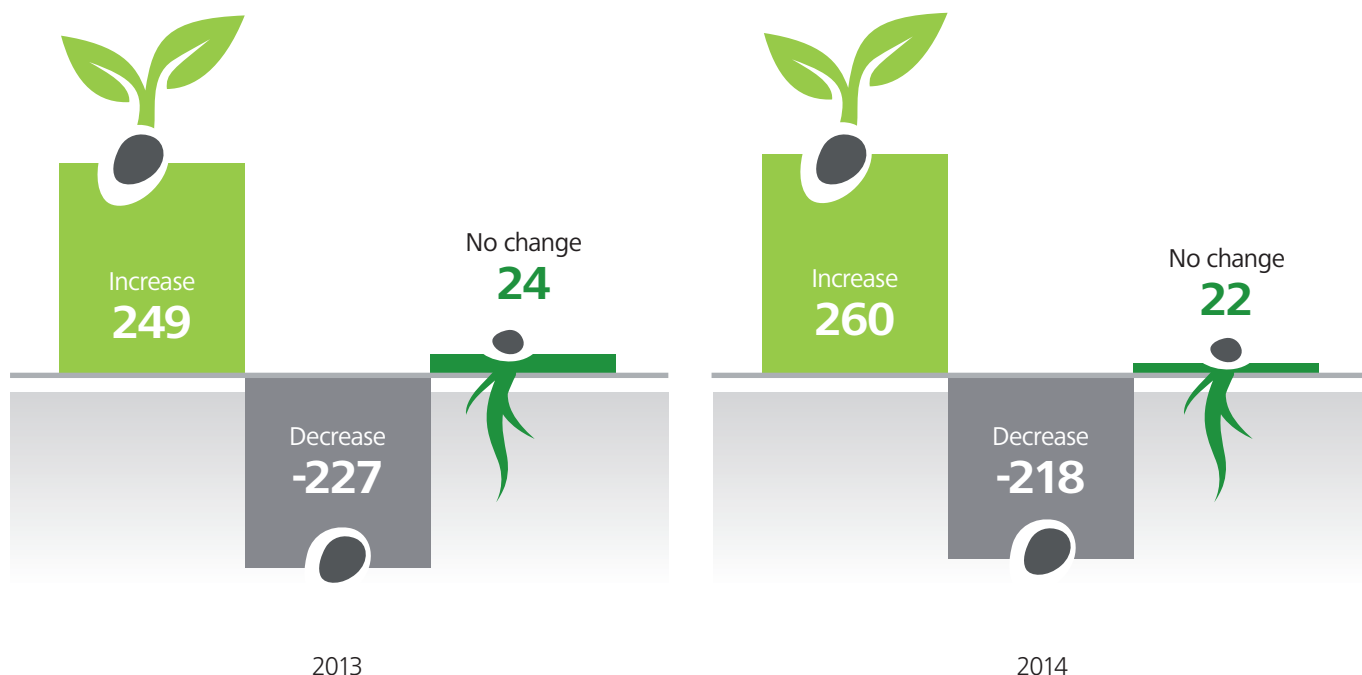 Increase
249
Decrease
-227
No change
24
2013
Increase
260
Decrease
-218
No change
22
2014